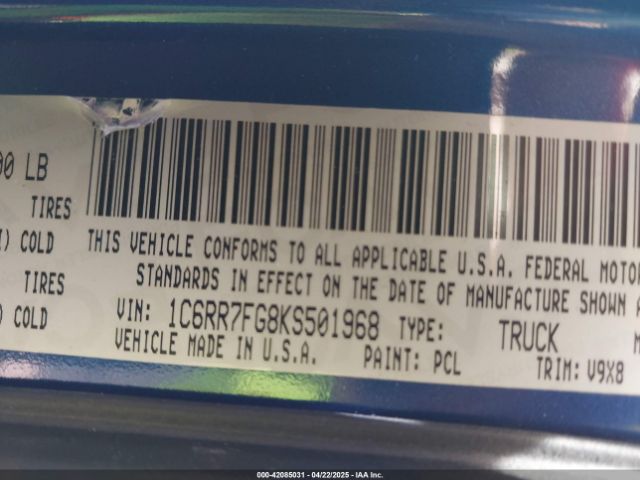 00 LB
TIRES
) COLD
TIRES
) COLD
THIS VEHICLE CONFORMS TO ALL APPLICABLE U.S.A. FEDERAL MOTO
STANDARDS IN EFFECT ON THE DATE OF MANUFACTURE SHOWN A
VIN: 1C6RR7FG8KS501968 TYPE: TRUCK M
VEHICLE MADE IN U.S.A. PAINT: PCL TRIM: V9X8
000-42085031 - 04/22/2025 - IAA Inc.